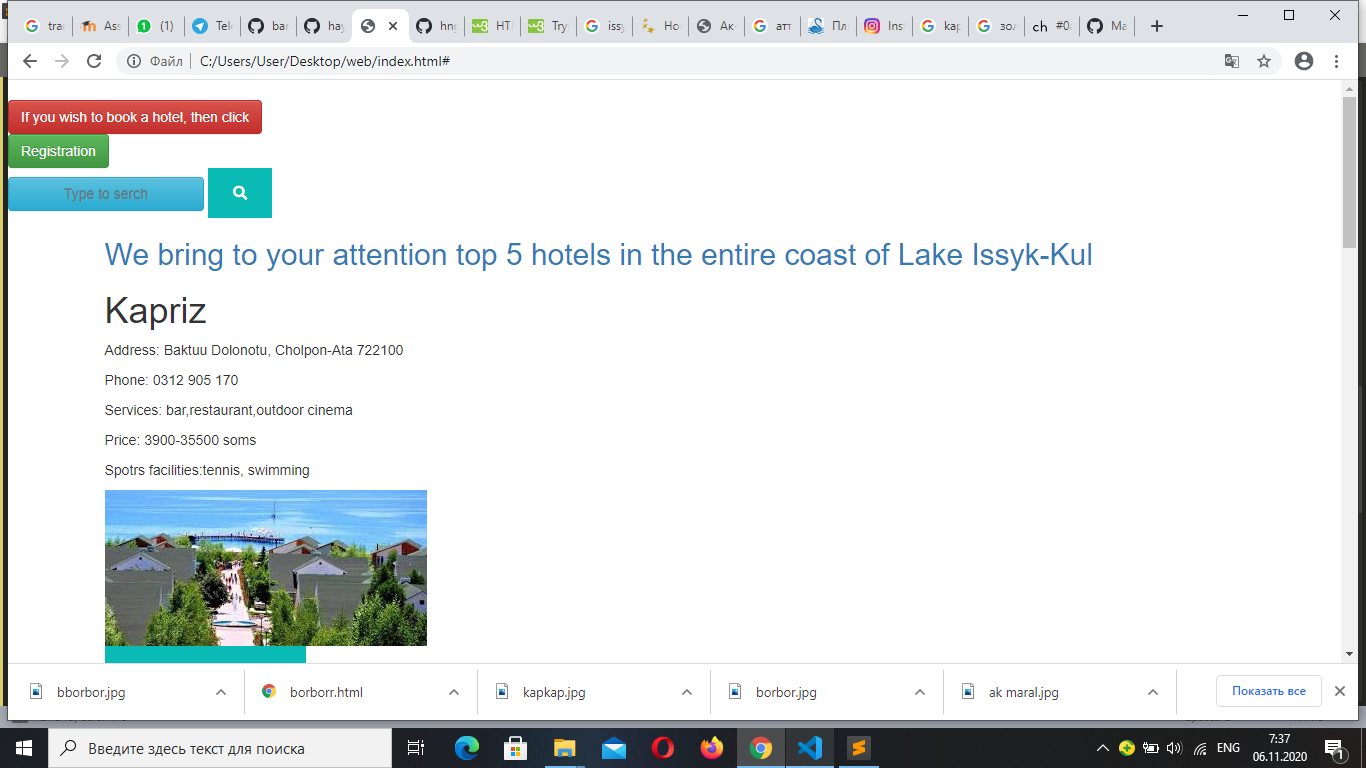 tra
Ass
(1)
Tele
bar
hay
hng
HTI
Try
issy
Ho
Ак
атт
Пл
Inst
kap
зол
ch #0
Ma
Файл
C:/Users/User/Desktop/web/index.html#
If you wish to book a hotel, then click
Registration
Type to serch
We bring to your attention top 5 hotels in the entire coast of Lake Issyk-Kul
Kapriz
Address: Baktuu Dolonotu, Cholpon-Ata 722100
Phone: 0312 905 170
Services: bar,restaurant,outdoor cinema
Price: 3900-35500 soms
Spotrs facilities:tennis, swimming
bborbor.jpg
borborr.html
kapkap.jpg
borbor.jpg
ak maral.jpg
Показать все
Введите здесь текст для поиска
ENG
7:37
06.11.2020
1